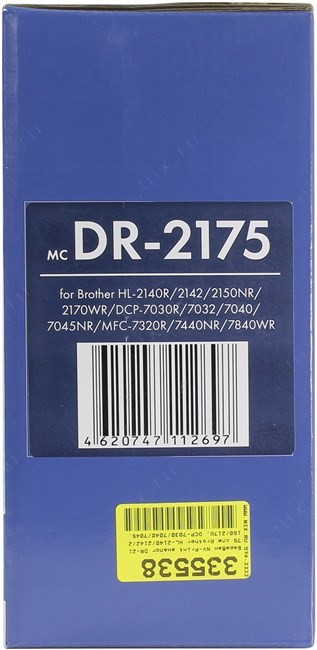 MC DR-2175
for Brother HL-2140R/2142/2150NR/
2170WR/DCP-7030R/7032/7040/
7045NR/MFC-7320R/7440NR/7840WR
4 620747 112697
335538